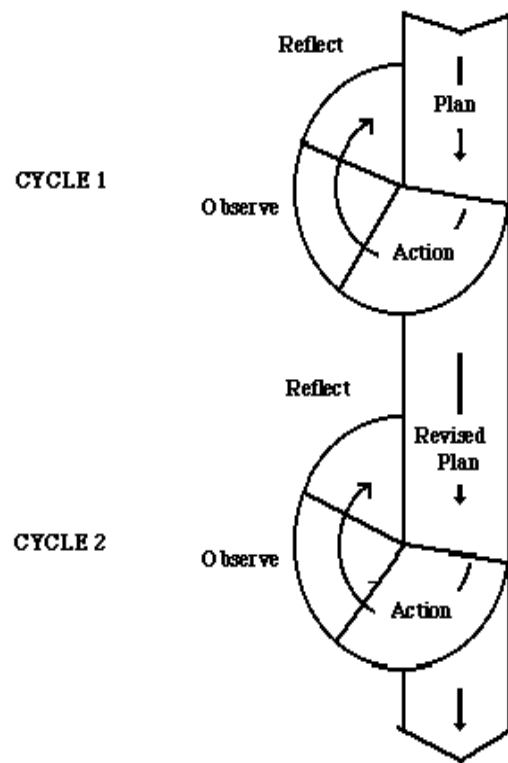 Reflect
Plan
CYCLE 1
Observe
Action
Reflect
Revised
Plan
CYCLE 2
Observe
Action